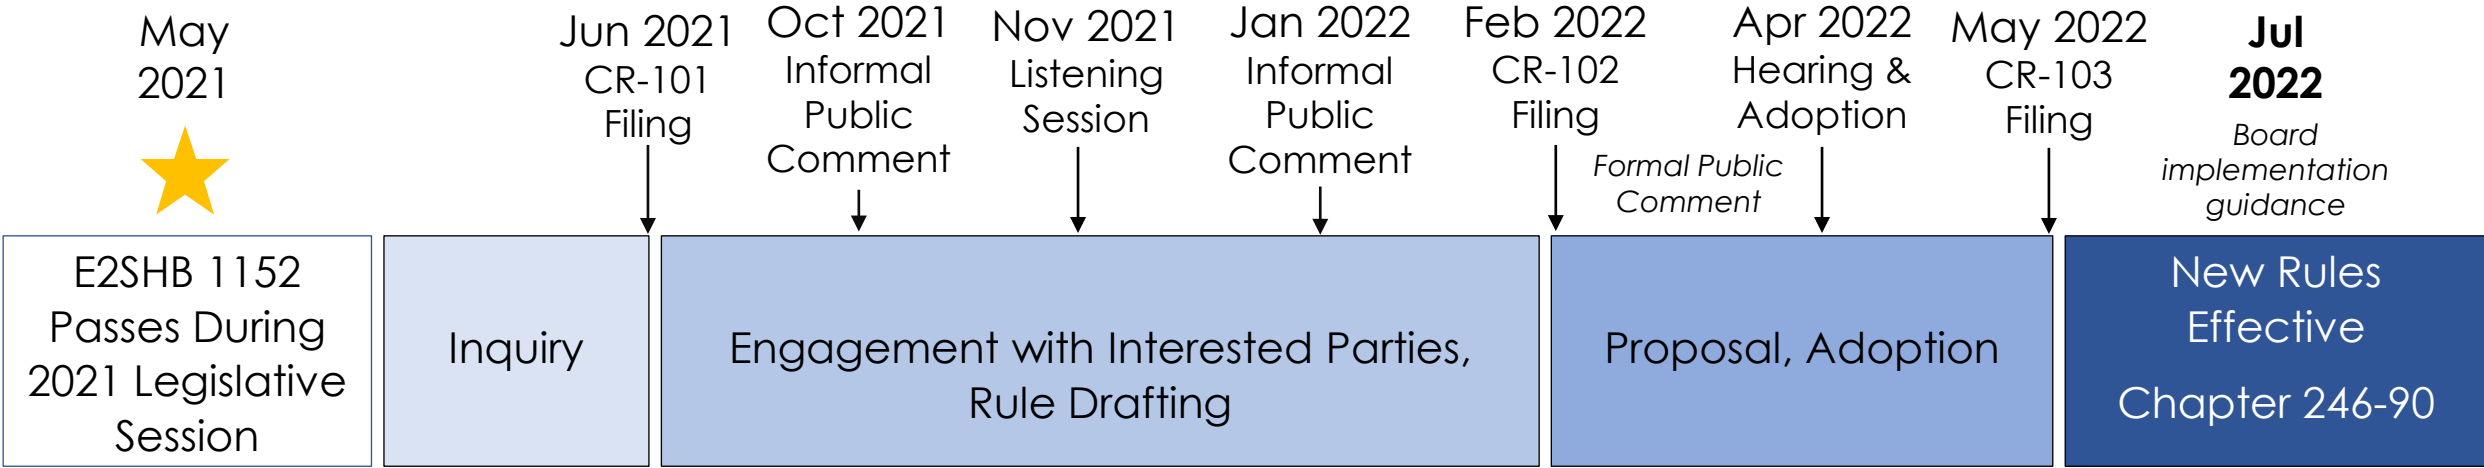 May
2021
Jun 2021
CR-101
Filing
Oct 2021
Informal
Public
Comment
Nov 2021
Listening
Session
Jan 2022
Informal
Public
Comment
Feb 2022
CR-102
Filing
Formal Public
Comment
Apr 2022
Hearing &
Adoption
May 2022
CR-103
Filing
Jul
2022
Board
implementation
guidance
E2SHB 1152
Passes During
2021 Legislative
Session
Inquiry
Engagement with Interested Parties,
Rule Drafting
Proposal, Adoption
New Rules
Effective
Chapter 246-90